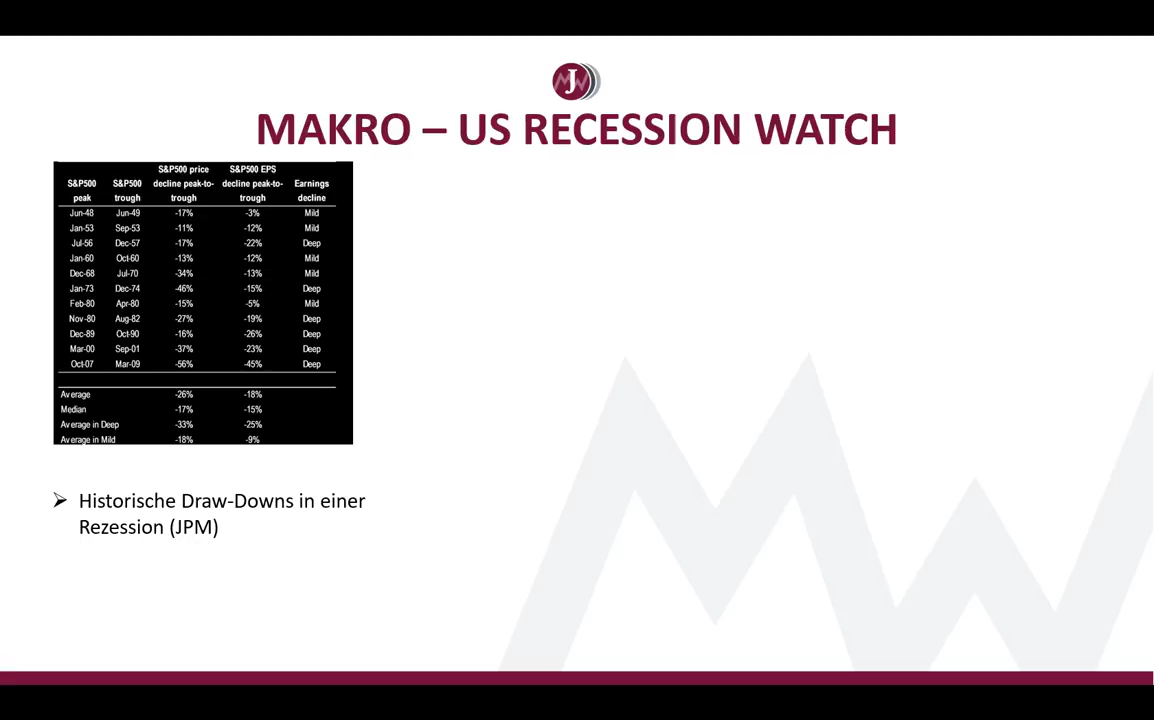 J
MAKRO – US RECESSION WATCH
S&P500 peak S&P500 trough S&P500 price decline peak-to-trough S&P500 EPS decline peak-to-trough Earnings decline
Jun-48 Jun-49 -17% -3% Mild
Jan-53 Sep-53 -11% -12% Mild
Jul-56 Dec-57 -17% -22% Deep
Jan-60 Oct-60 -13% -12% Mild
Dec-68 Jul-70 -34% -13% Mild
Jan-73 Dec-74 -46% -15% Deep
Feb-80 Apr-80 -15% -5% Mild
Nov-80 Aug-82 -27% -19% Deep
Dec-89 Oct-90 -16% -26% Deep
Mar-00 Sep-01 -37% -23% Deep
Oct-07 Mar-09 -56% -45% Deep
Average -26% -18%
Median -17% -15%
Average in Deep -33% -25%
Average in Mild -18% -9%
➢ Historische Draw-Downs in einer
Rezession (JPM)